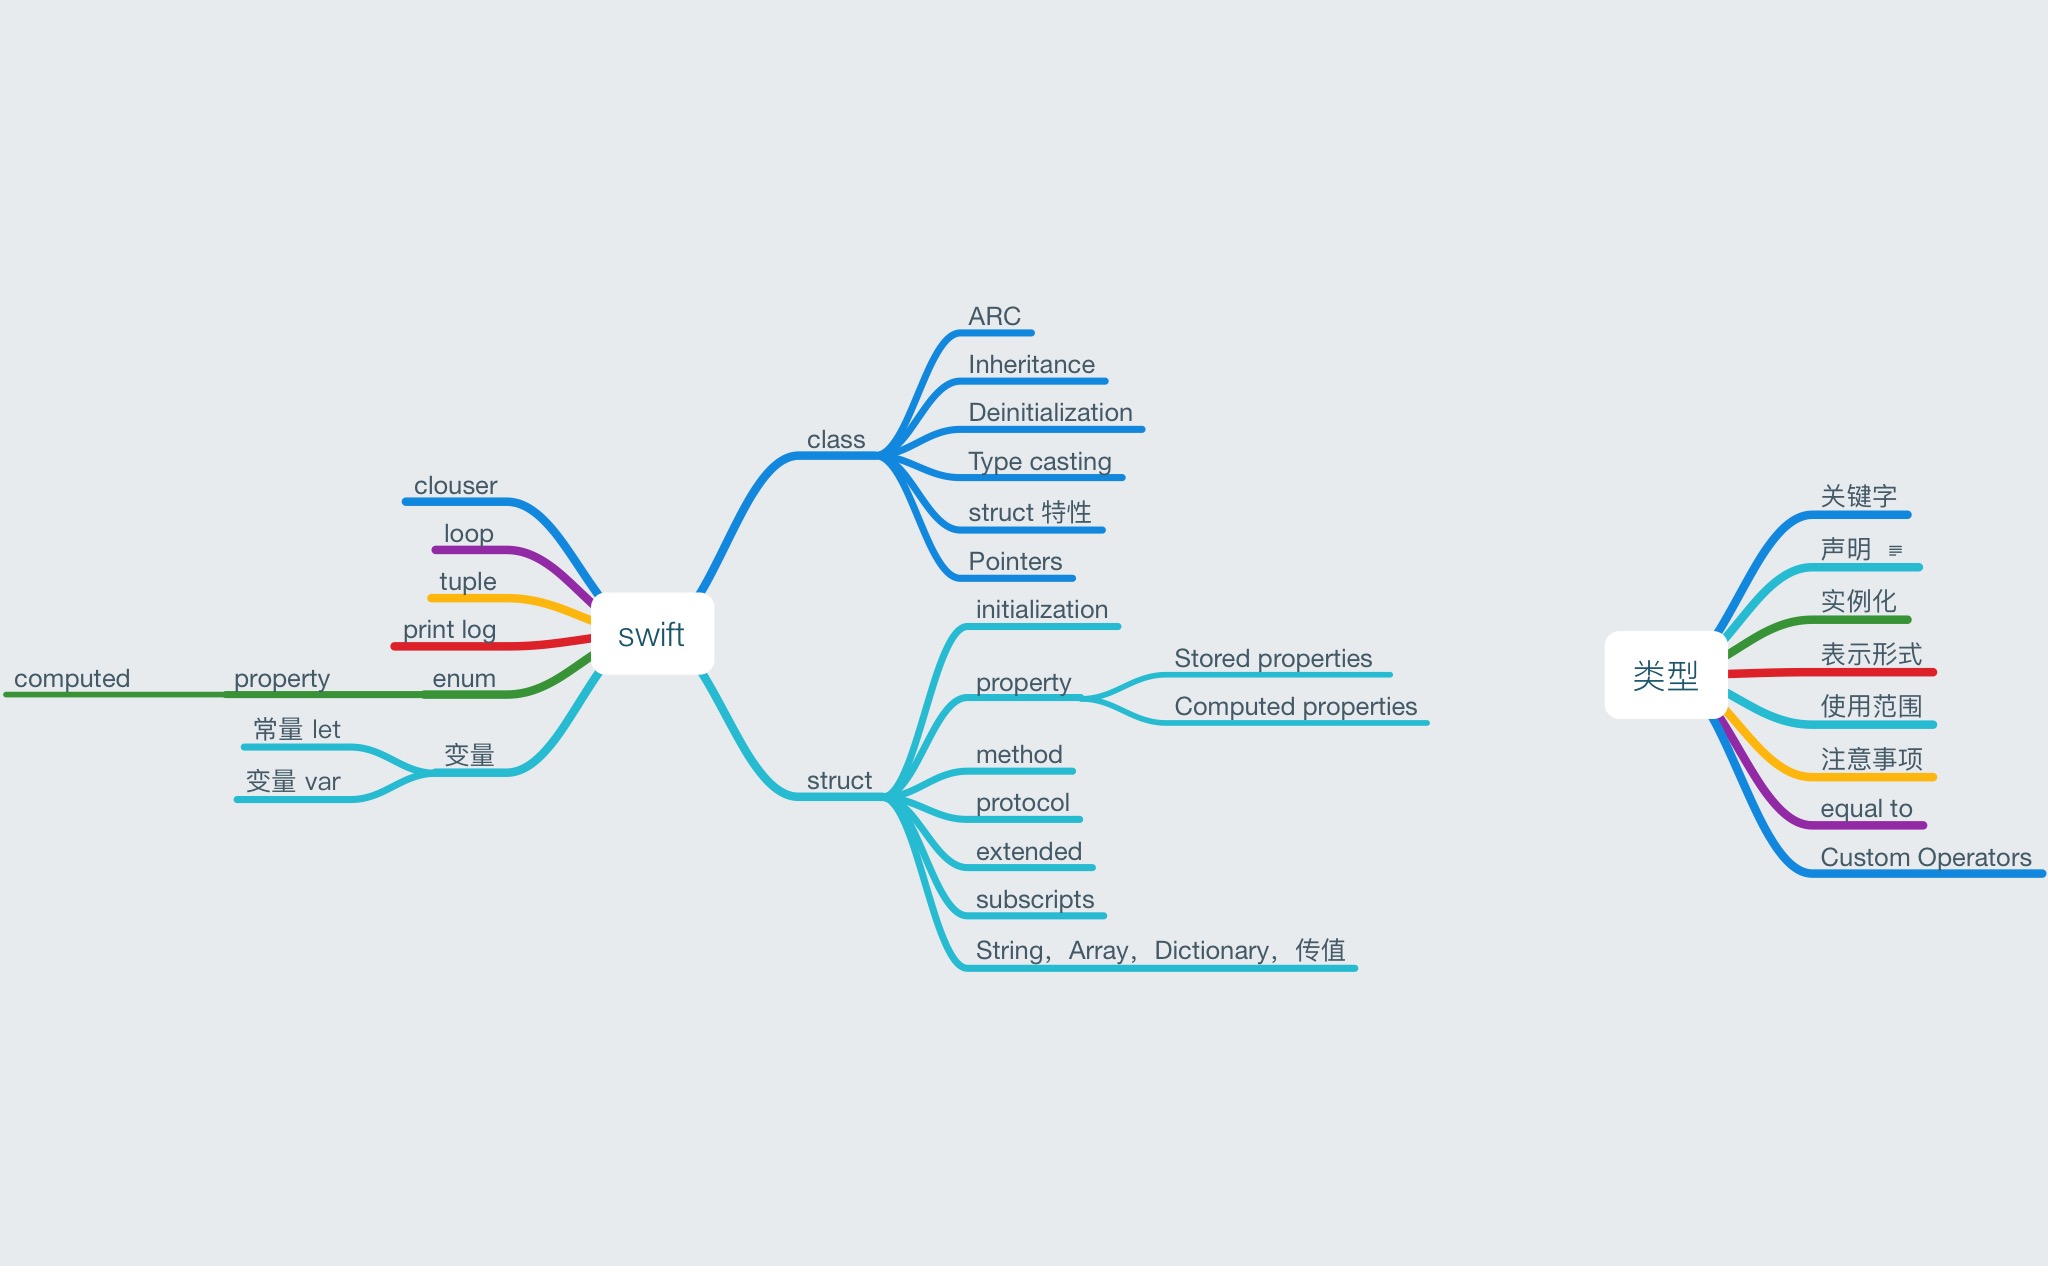 swift
class
ARC
Inheritance
Deinitialization
Type casting
struct 特性
Pointers
struct
initialization
property
Stored properties
Computed properties
method
protocol
extended
subscripts
String，Array，Dictionary，传值
clouser
loop
tuple
print log
enum
property
computed
变量
常量 let
变量 var
类型
关键字
声明
实例化
表示形式
使用范围
注意事项
equal to
Custom Operators